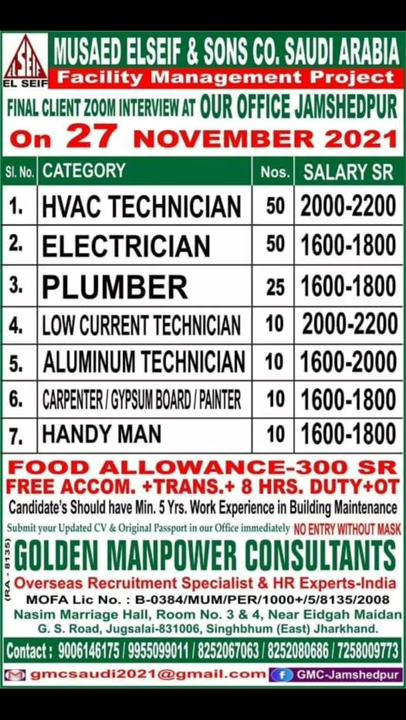 MUSAED ELSEIF & SONS CO. SAUDI ARABIA
EL SEIF
Facility Management Project
FINAL CLIENT ZOOM INTERVIEW AT OUR OFFICE JAMSHEDPUR
On 27 NOVEMBER 2021
Sl. No. CATEGORY Nos. SALARY SR
1. HVAC TECHNICIAN 50 2000-2200
2. ELECTRICIAN 50 1600-1800
3. PLUMBER 25 1600-1800
4. LOW CURRENT TECHNICIAN 10 2000-2200
5. ALUMINUM TECHNICIAN 10 1600-2000
6. CARPENTER / GYPSUM BOARD / PAINTER 10 1600-1800
7. HANDY MAN 10 1600-1800
FOOD ALLOWANCE-300 SR
FREE ACCOM. +TRANS.+ 8 HRS. DUTY+OT
Candidate's Should have Min. 5 Yrs. Work Experience in Building Maintenance
Submit your Updated CV & Original Passport in our Office immediately NO ENTRY WITHOUT MASK
(RA - 8135)
GOLDEN MANPOWER CONSULTANTS
Overseas Recruitment Specialist & HR Experts-India
MOFA Lic No. : B-0384/MUM/PER/1000+/5/8135/2008
Nasim Marriage Hall, Room No. 3 & 4, Near Eidgah Maidan
G. S. Road, Jugsalai-831006, Singhbhum (East) Jharkhand.
Contact : 9006146175 / 9955099011 / 8252067063 / 8252080686 / 7258009773
gmcsaudi2021@gmail.com f GMC-Jamshedpur